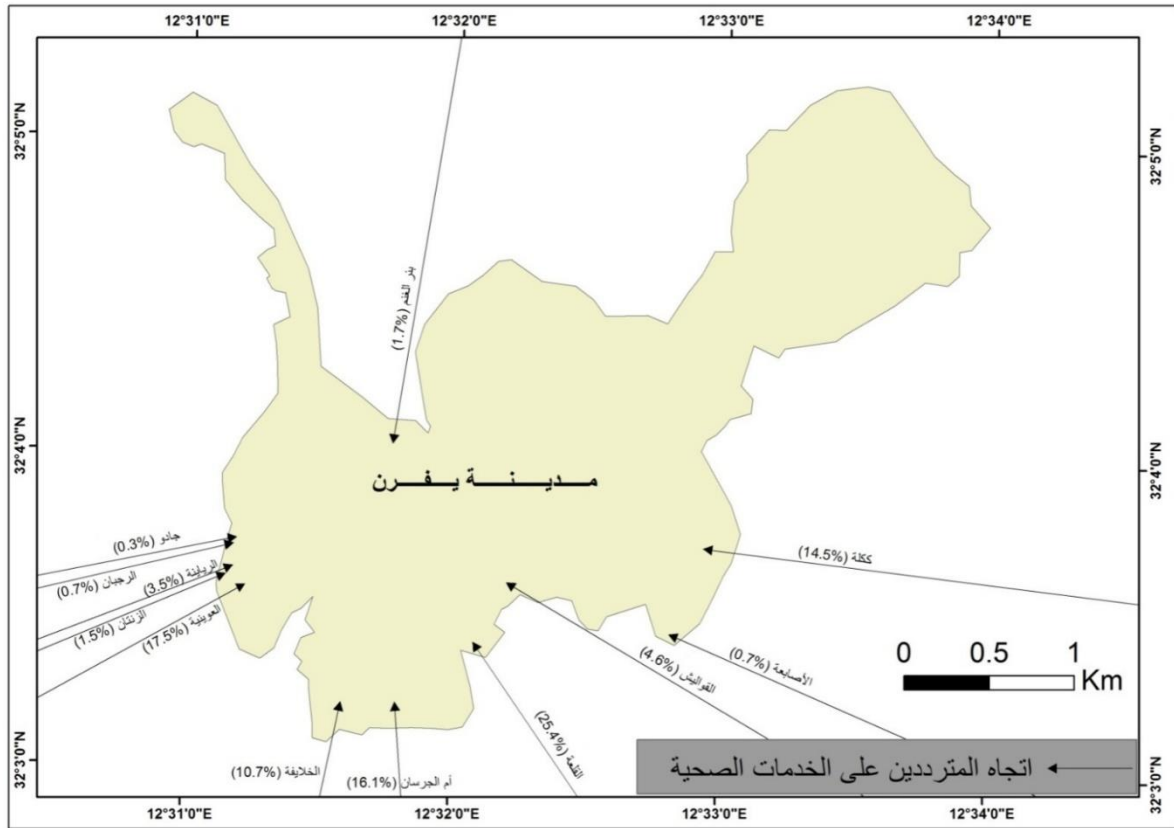 12°31'0"E
12°32'0"E
12°33'0"E
12°34'0"E
32°5'0"N
32°5'0"N
بئر الغنم (1.7%)
32°4'0"N
32°4'0"N
مـــديـــنـــــة يـــفـــرن
جادو (0.3%)
الرجبان (0.7%)
الرياينة (3.5%)
الزنتان (1.5%)
العوينية (17.5%)
ككلة (14.5%)
الأصابعة (0.7%)
القواليش (4.6%)
القلعة (25.4%)
أم الجرسان (16.1%)
الخلايفة (10.7%)
0 0.5 1
Km
اتجاه المترددين على الخدمات الصحية
32°3'0"N
32°3'0"N
12°31'0"E
12°32'0"E
12°33'0"E
12°34'0"E